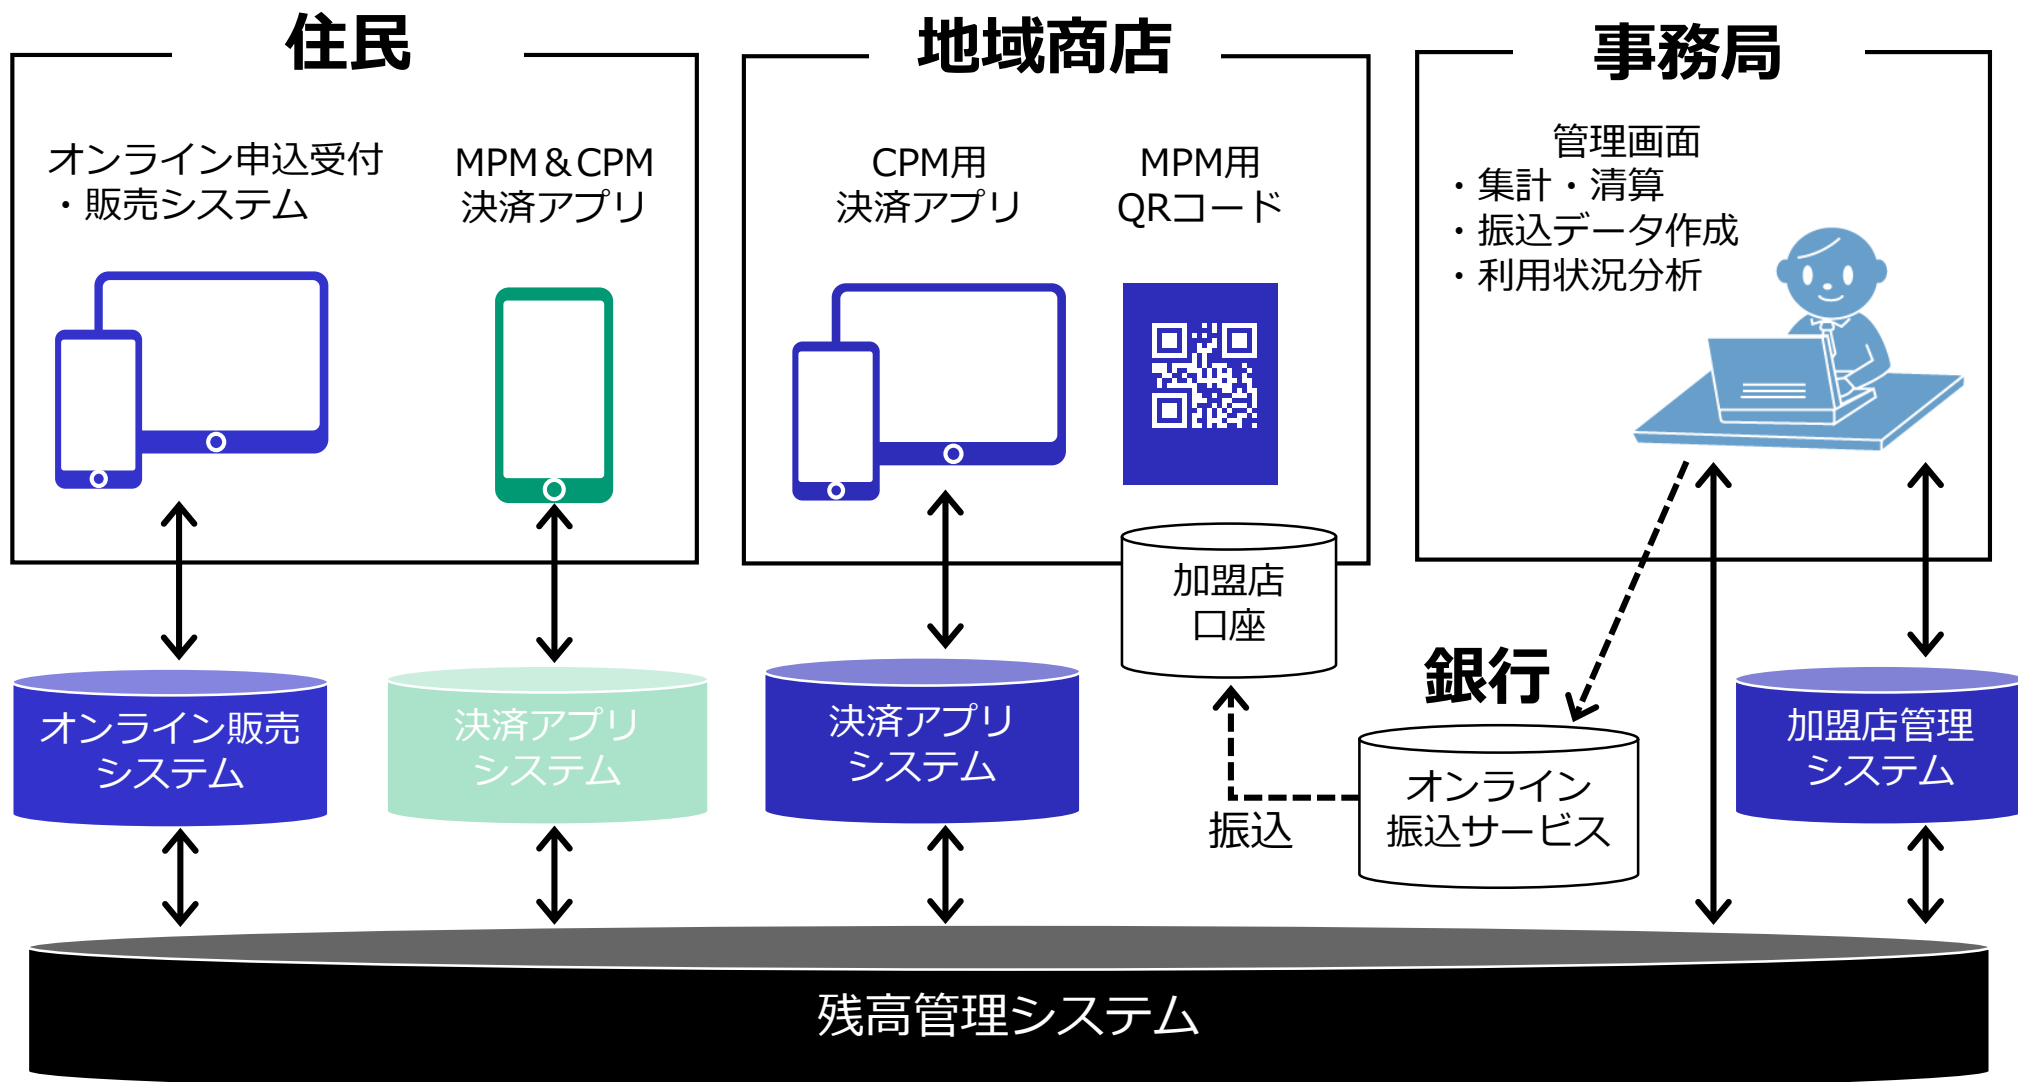 住民
オンライン申込受付
・販売システム
MPM＆CPM
決済アプリ
オンライン販売
システム
決済アプリ
システム
地域商店
CPM用
決済アプリ
MPM用
QRコード
加盟店
口座
決済アプリ
システム
振込
銀行
オンライン
振込サービス
事務局
管理画面
・集計・清算
・振込データ作成
・利用状況分析
加盟店管理
システム
残高管理システム